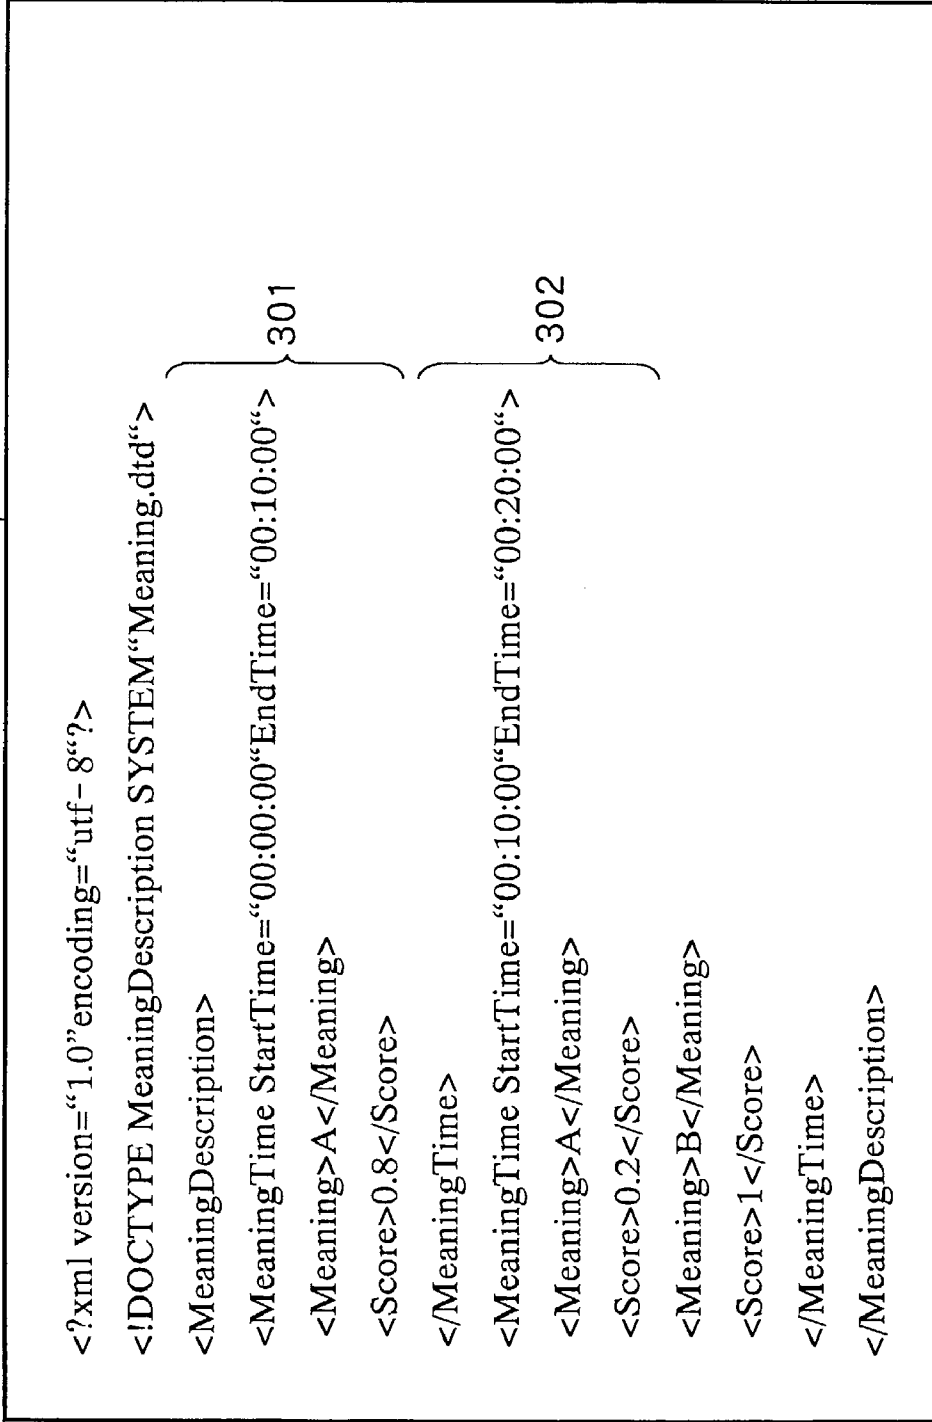 <?xml version=“1.0”encoding=“utf- 8“?>
<!DOCTYPE MeaningDescription SYSTEM“Meaning.dtd“>
<MeaningDescription>
<MeaningTime StartTime=“00:00:00“EndTime=“00:10:00“>
<Meaning>A</Meaning>
<Score>0.8</Score>
301
</MeaningTime>
<MeaningTime StartTime=“00:10:00“EndTime=“00:20:00“>
<Meaning>A</Meaning>
<Score>0.2</Score>
302
<Meaning>B</Meaning>
<Score>1</Score>
</MeaningTime>
</MeaningDescription>